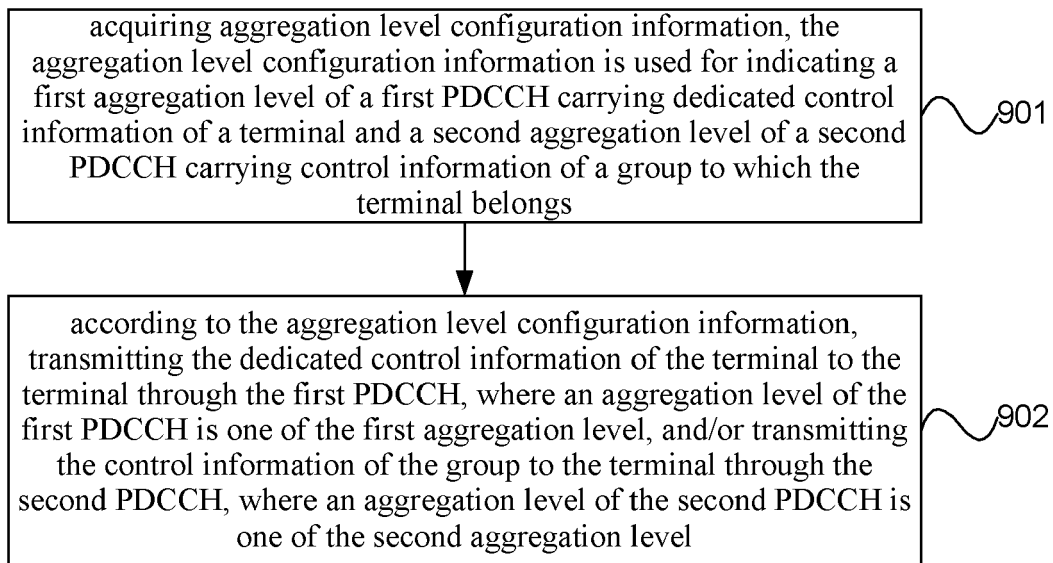 acquiring aggregation level configuration information, the
aggregation level configuration information is used for indicating a
first aggregation level of a first PDCCH carrying dedicated control
information of a terminal and a second aggregation level of a second
PDCCH carrying control information of a group to which the
terminal belongs
901
according to the aggregation level configuration information,
transmitting the dedicated control information of the terminal to the
terminal through the first PDCCH, where an aggregation level of the
first PDCCH is one of the first aggregation level, and/or transmitting
the control information of the group to the terminal through the
second PDCCH, where an aggregation level of the second PDCCH is
one of the second aggregation level
902